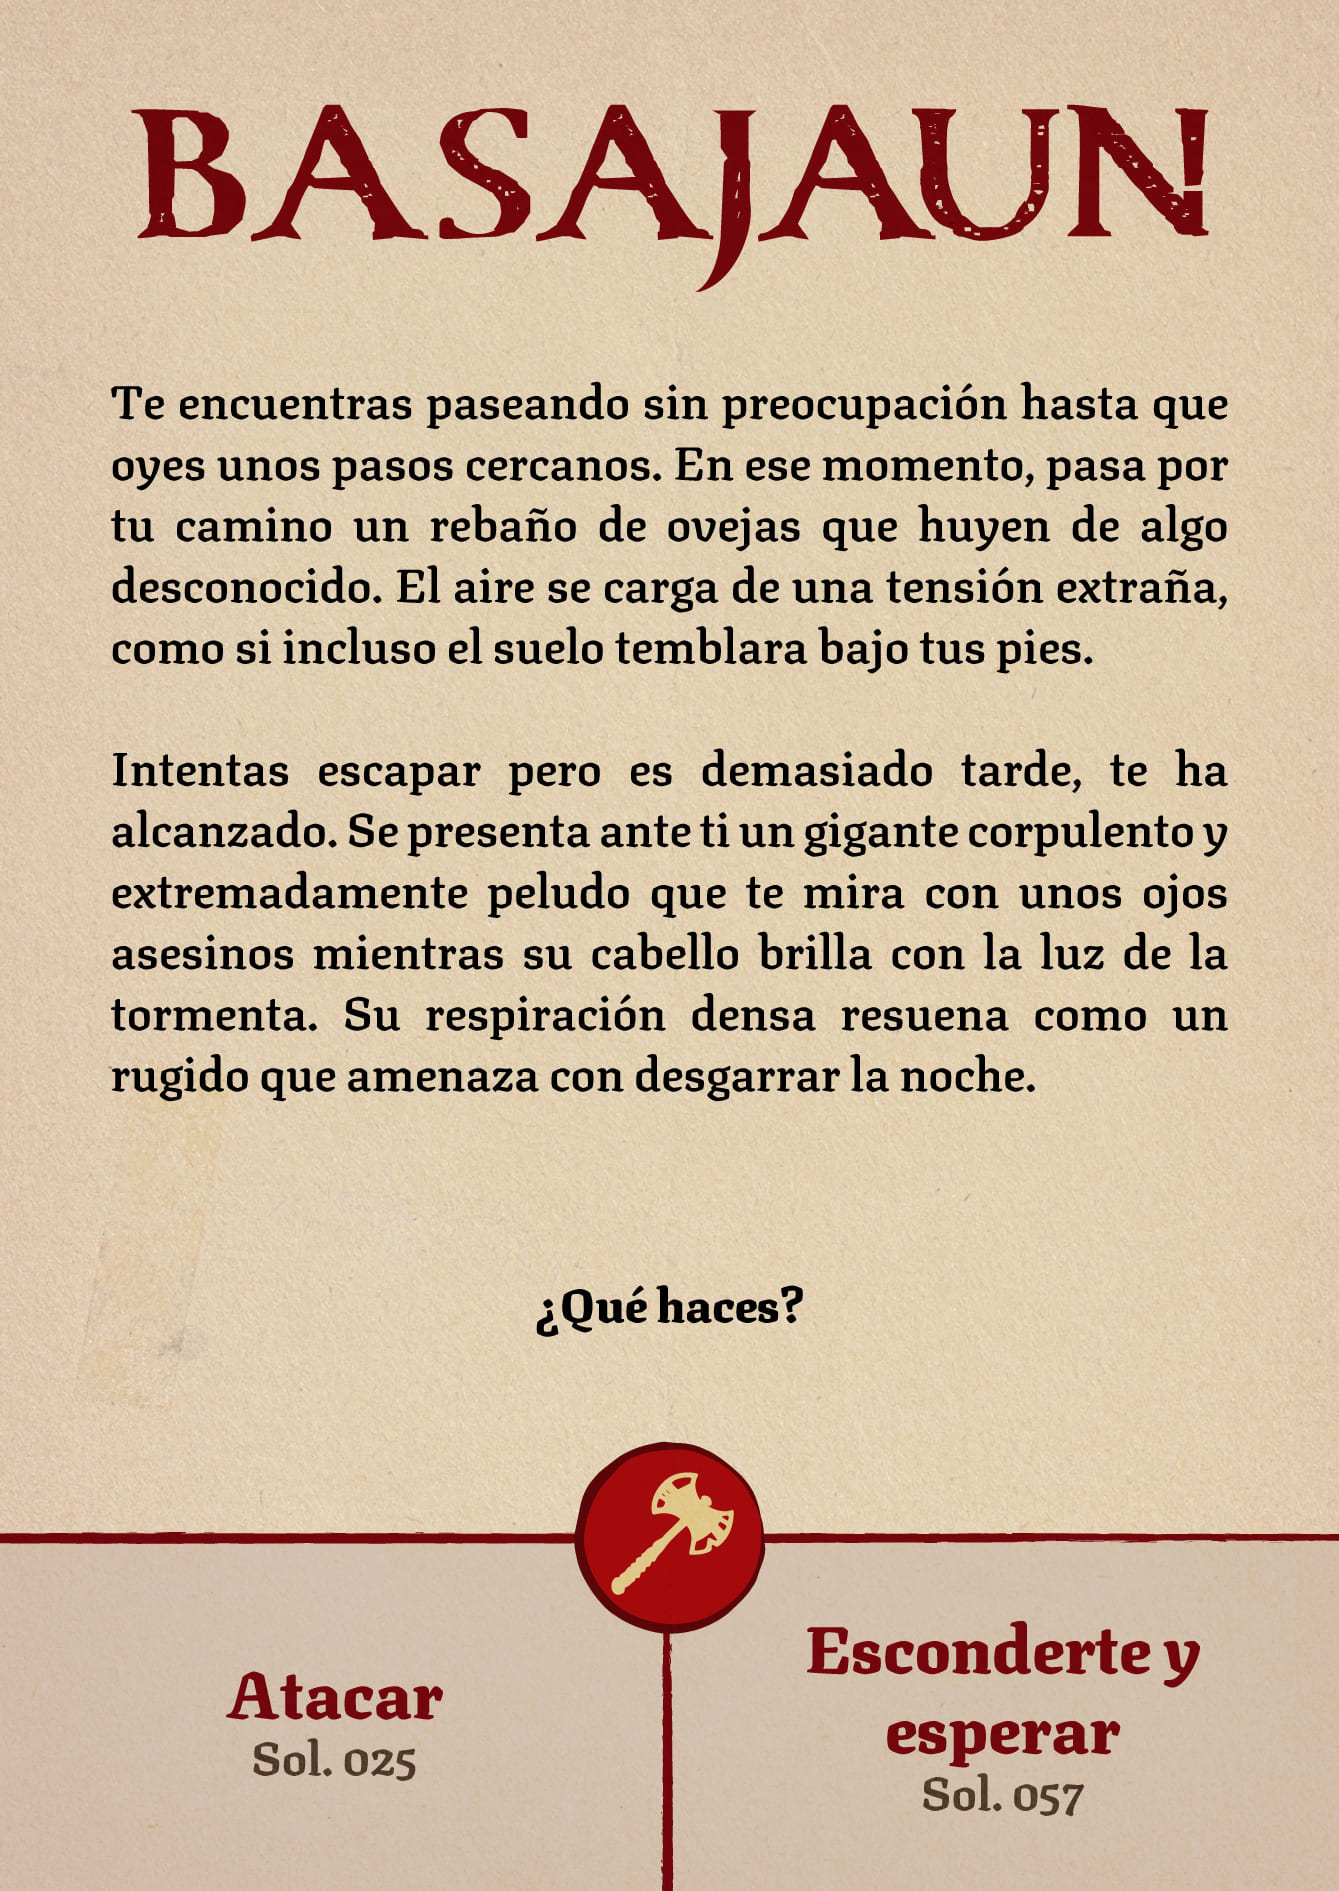 BASAJAUN
Te encuentras paseando sin preocupación hasta que
oyes unos pasos cercanos. En ese momento, pasa por
tu camino un rebaño de ovejas que huyen de algo
desconocido. El aire se carga de una tensión extraña,
como si incluso el suelo temblara bajo tus pies.
Intentas escapar pero es demasiado tarde, te ha
alcanzado. Se presenta ante ti un gigante corpulento y
extremadamente peludo que te mira con unos ojos
asesinos mientras su cabello brilla con la luz de la
tormenta. Su respiración densa resuena como un
rugido que amenaza con desgarrar la noche.
¿Qué haces?
Atacar
Sol. 025
Esconderte y
esperar
Sol. 057